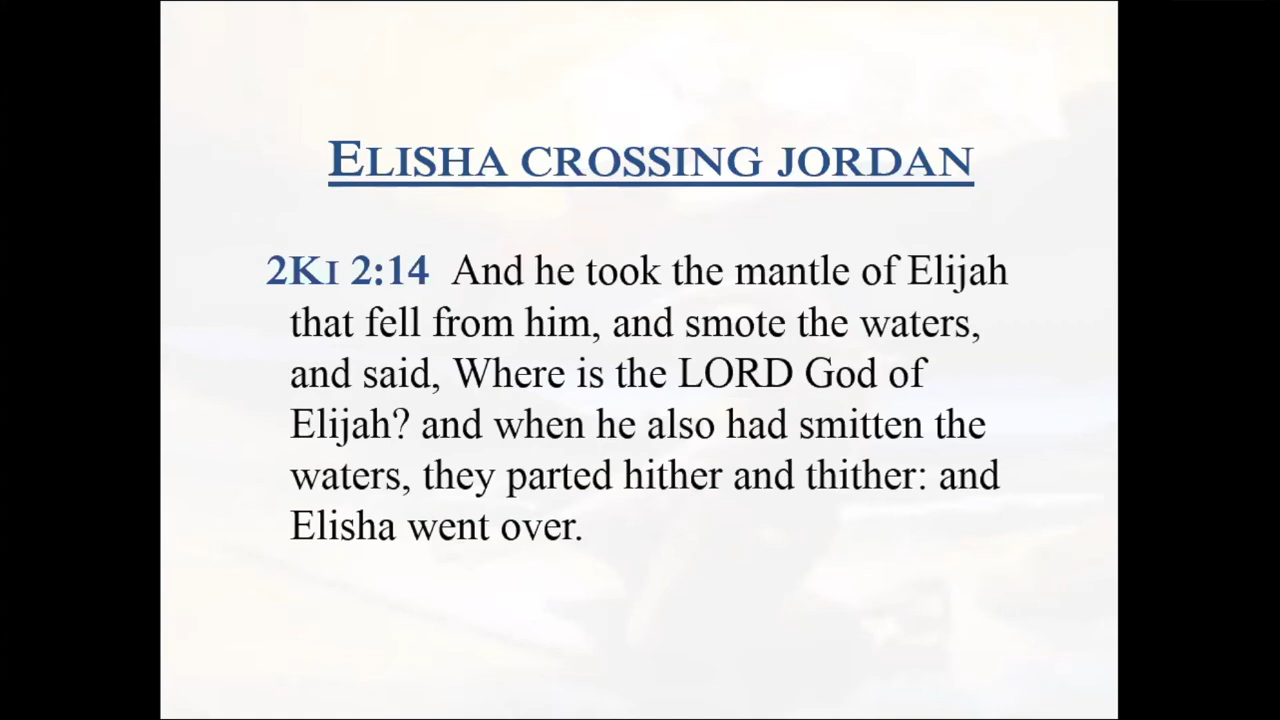 ELISHA CROSSING JORDAN
2KI 2:14 And he took the mantle of Elijah
that fell from him, and smote the waters,
and said, Where is the LORD God of
Elijah? and when he also had smitten the
waters, they parted hither and thither: and
Elisha went over.